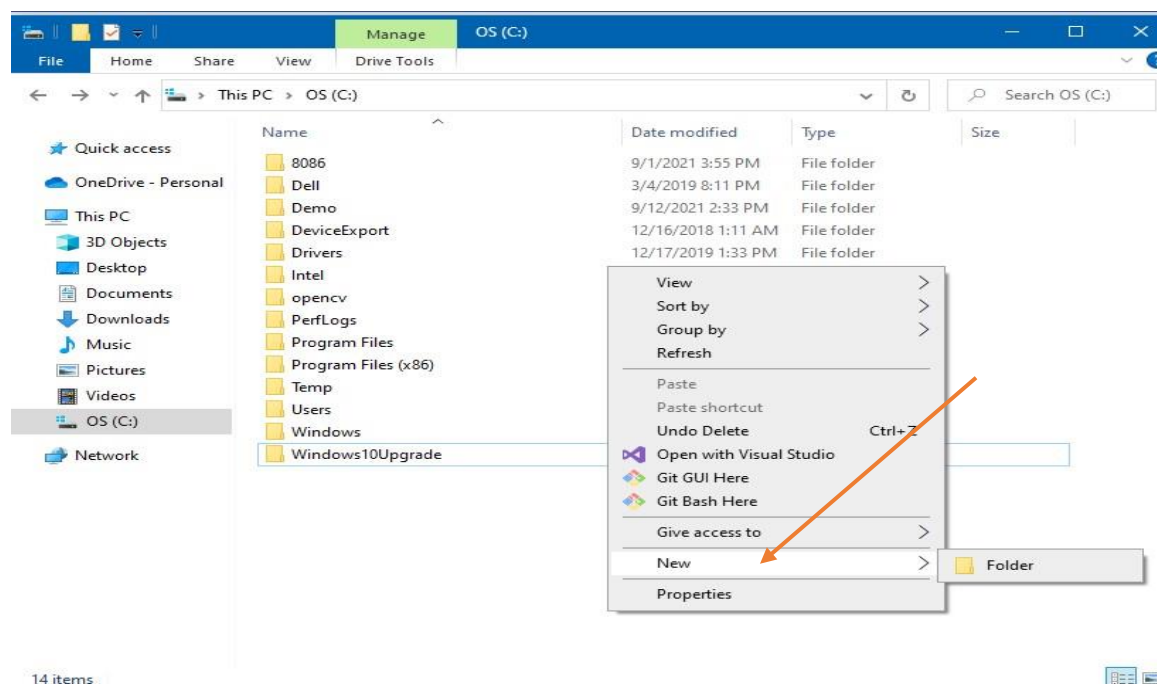 Manage OS (C:)
File Home Share View Drive Tools
This PC > OS (C:) Search OS (C:)
Name Date modified Type Size
Quick access
OneDrive - Personal
This PC
3D Objects
Desktop
Documents
Downloads
Music
Pictures
Videos
OS (C:)
Network
8086 9/1/2021 3:55 PM File folder
Dell 3/4/2019 8:11 PM File folder
Demo 9/12/2021 2:33 PM File folder
DeviceExport 12/16/2018 1:11 AM File folder
Drivers 12/17/2019 1:33 PM File folder
Intel
opencv
PerfLogs
Program Files
Program Files (x86)
Temp
Users
Windows
Windows10Upgrade
View
Sort by
Group by
Refresh
Paste
Paste shortcut
Undo Delete Ctrl+Z
Open with Visual Studio
Git GUI Here
Git Bash Here
Give access to
New
Folder
Properties
14 items